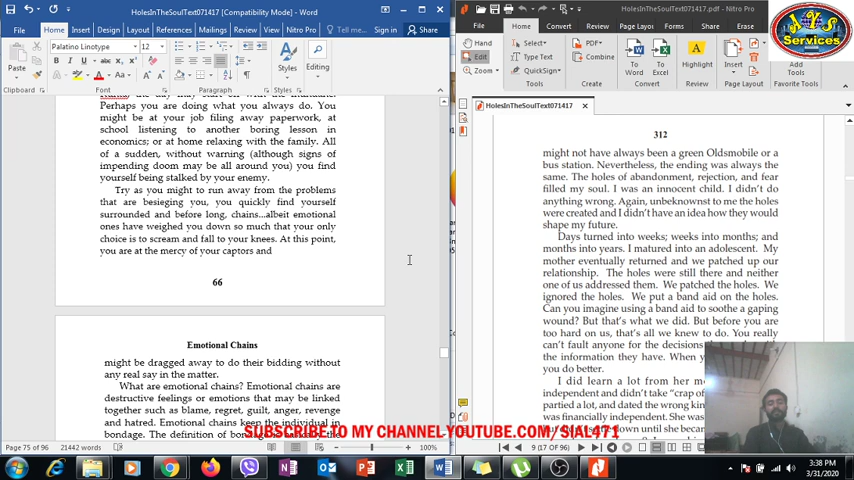 HolesInTheSoulText071417 [Compatibility Mode] - Word
File Home Insert Design Layout References Mailings Review View Tell me Sign in Share
Palatino Linotype 12
Paste
Styles
Editing
Clipboard
Font
Paragraph
Styles
Perhaps you are doing what you always do. You
might be at your job filing away paperwork, at
school listening to another boring lesson in
economics; or at home relaxing with the family. All
of a sudden, without warning (although signs of
impending doom may be all around you) you find
yourself being stalked by your enemy.
Try as you might to run away from the problems
that are besieging you, you quickly find yourself
surrounded and before long, chains...albeit emotional
ones have weighed you down so much that your only
choice is to scream and fall to your knees. At this point,
you are at the mercy of your captors and
66
Emotional Chains
might be dragged away to do their bidding without
any real say in the matter.
What are emotional chains? Emotional chains are
destructive feelings or emotions that may be linked
together such as blame, regret, guilt, anger, revenge
and hatred. Emotional chains keep the individual in
Page 75 of 96 21442 words 100%
HolesInTheSoulText071417.pdf - Nitro Pro
File Home Convert Review Page Layout Forms Share Erase
Hand
Edit
Zoom
Select
Type Text
QuickSign
PDF
Combine
To Word
To Excel
Highlight
Insert
Add Tools
Tools
Create
Page Layout
Favorite Tools
HolesInTheSoulText071417
312
might not have always been a green Oldsmobile or a
bus station. Nevertheless, the ending was always the
same. The holes of abandonment, rejection, and fear
filled my soul. I was an innocent child. I didn't do
anything wrong. Again, unbeknownst to me the holes
were created and I didn't have an idea how they would
shape my future.
Days turned into weeks; weeks into months; and
months into years. I matured into an adolescent. My
mother eventually returned and we patched up our
relationship. The holes were still there and neither
one of us addressed them. We patched the holes. We
ignored the holes. We put a band aid on the holes.
Can you imagine using a band aid to soothe a gaping
wound? But that's what we did. But before you are
too hard on us, that's all we knew to do. You really
can't fault anyone for the decisions
the information they have. When
you do better.
I did learn a lot from her
independent and didn't take "crap
partied a lot, and dated the wrong
was financially independent. She
9 (17 OF 96)
JYS
Services
SUBSCRIBE TO MY CHANNEL-YOUTUBE.COM/SIAL471
3:38 PM
3/31/2020